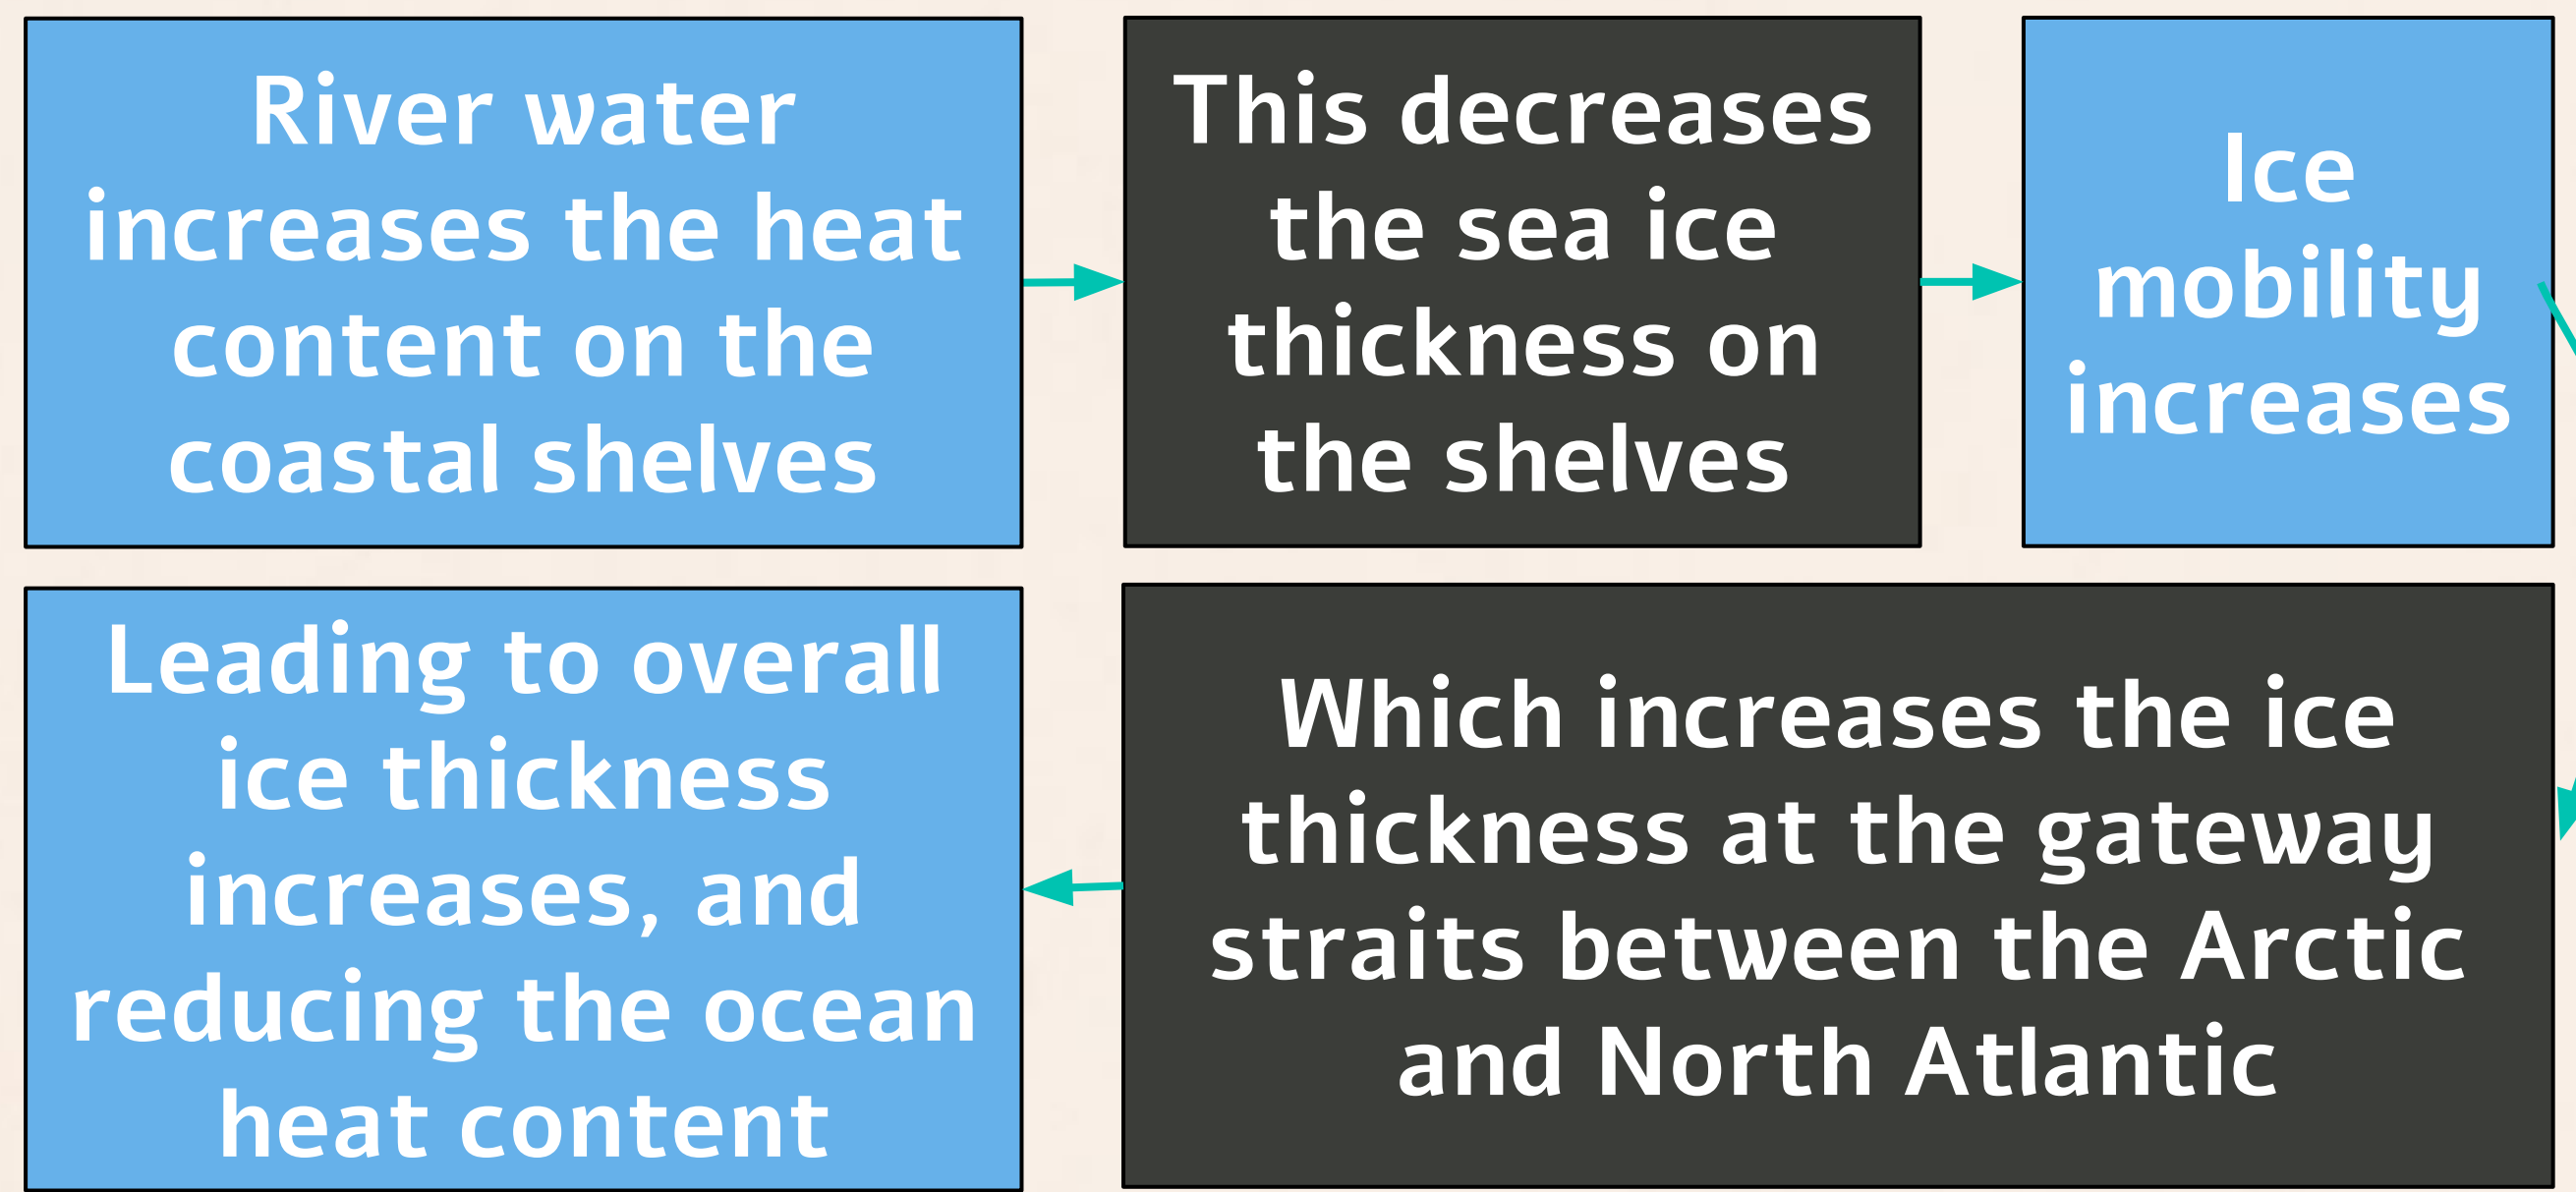 River water
increases the heat
content on the
coastal shelves
This decreases
the sea ice
thickness on
the shelves
Ice
mobility
increases
Which increases the ice
thickness at the gateway
straits between the Arctic
and North Atlantic
Leading to overall
ice thickness
increases, and
reducing the ocean
heat content